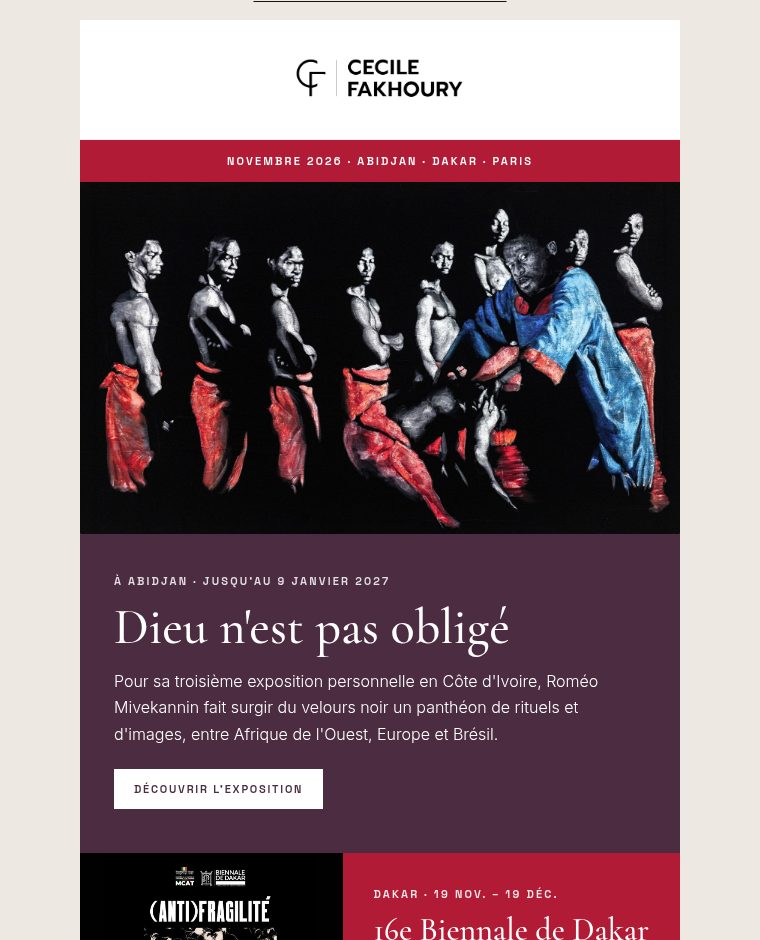 CECILE
FAKHOURY
NOVEMBRE 2026 · ABIDJAN · DAKAR · PARIS
À ABIDJAN · JUSQU'AU 9 JANVIER 2027
Dieu n'est pas obligé
Pour sa troisième exposition personnelle en Côte d'Ivoire, Roméo
Mivekannin fait surgir du velours noir un panthéon de rituels et
d'images, entre Afrique de l'Ouest, Europe et Brésil.
DÉCOUVRIR L'EXPOSITION
MCAT
BIENNALE
DE DAKAR
(ANTI)FRAGILITÉ
DAKAR · 19 NOV. – 19 DÉC.
16e Biennale de Dakar